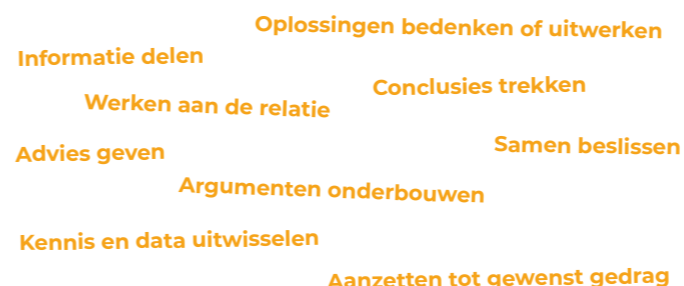 Oplossingen bedenken of uitwerken
Informatie delen
Conclusies trekken
Werken aan de relatie
Samen beslissen
Advies geven
Argumenten onderbouwen
Kennis en data uitwisselen
Aanzetten tot gewenst gedrag